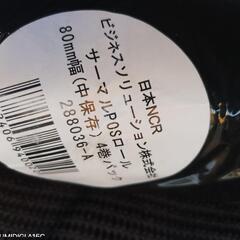 日本NCR
ビジネスソリューション株式会社
サーマルPOSロール
80mm幅(中保存)4巻パック
288036-A